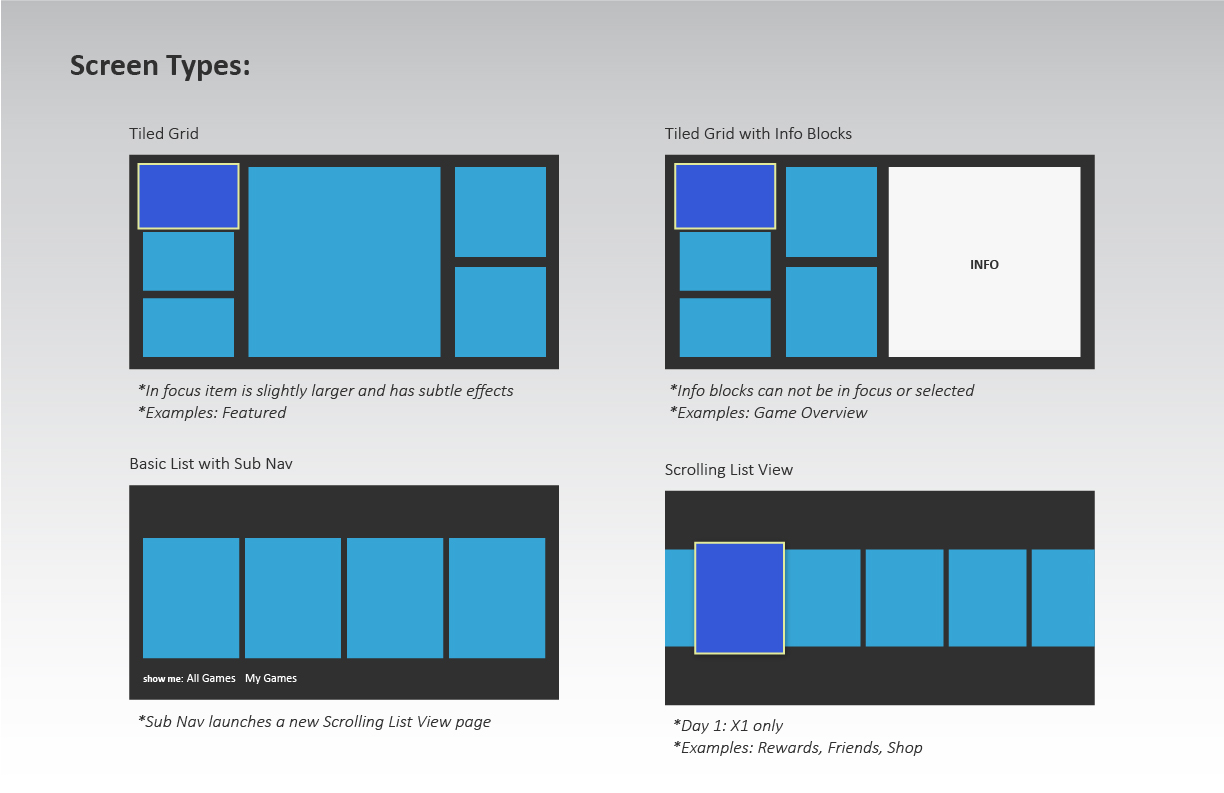 Screen Types:
Tiled Grid
*In focus item is slightly larger and has subtle effects
*Examples: Featured
Tiled Grid with Info Blocks
INFO
*Info blocks can not be in focus or selected
*Examples: Game Overview
Basic List with Sub Nav
show me: All Games My Games
*Sub Nav launches a new Scrolling List View page
Scrolling List View
*Day 1: X1 only
*Examples: Rewards, Friends, Shop